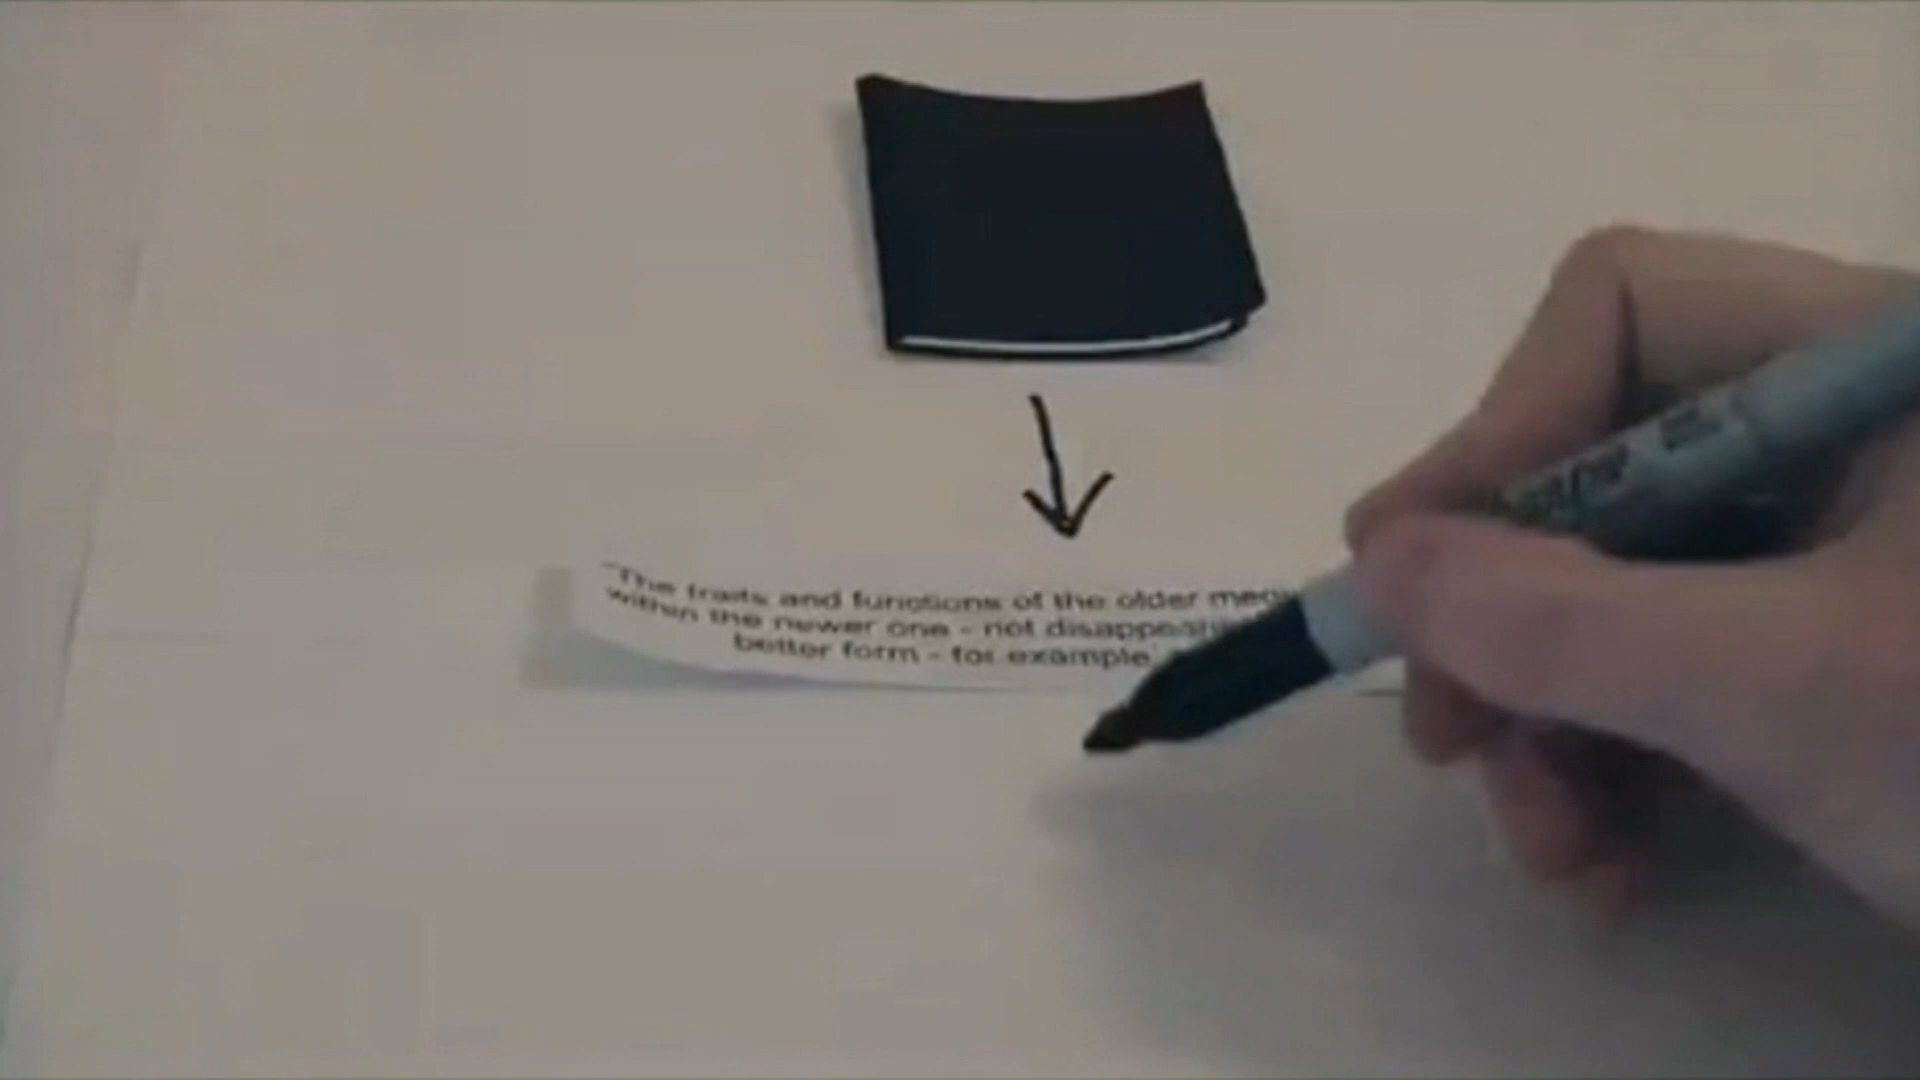 "The traits and functions of the older
within the newer one - not
better form - for example,